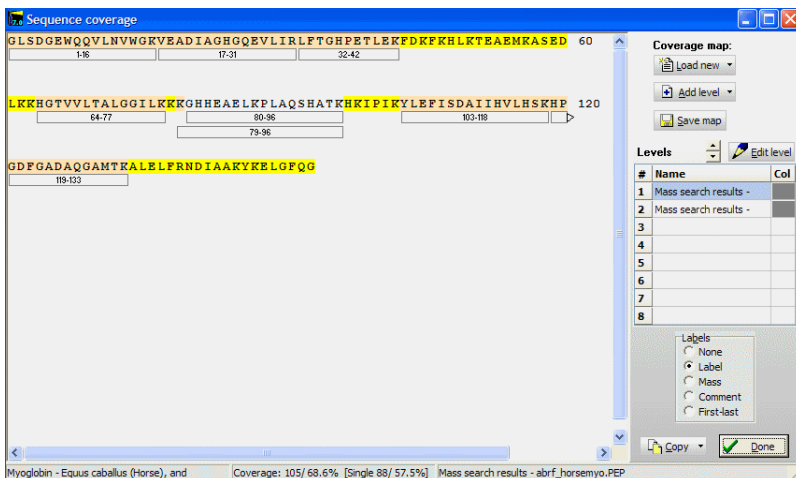 Sequence coverage
GLSDGEWQQVLNVWGKVEADIAGHGQEVLIRLFTGHPETLEKFDKFKHLKTEAEMKASED 60
1-16 17-31 32-42
LKKHGTVVLTALGGILKKKGHHEAELKPLAQSHATKHKIPIKYLEFISDAIIHVLHSKHP 120
64-77 80-96 103-118
79-96
GDFGADAQGAMTKALELFRNDIAAKYKELGFQG
119-133
Coverage map:
Load new
Add level
Save map
Levels Edit level
# Name Col
1 Mass search results -
2 Mass search results -
3
4
5
6
7
8
Labels
None
Label
Mass
Comment
First-last
Copy Done
Myoglobin - Equus caballus (Horse), and Coverage: 105/ 68.6% [Single 88/ 57.5%] Mass search results - abrf_horsemyo.PEP